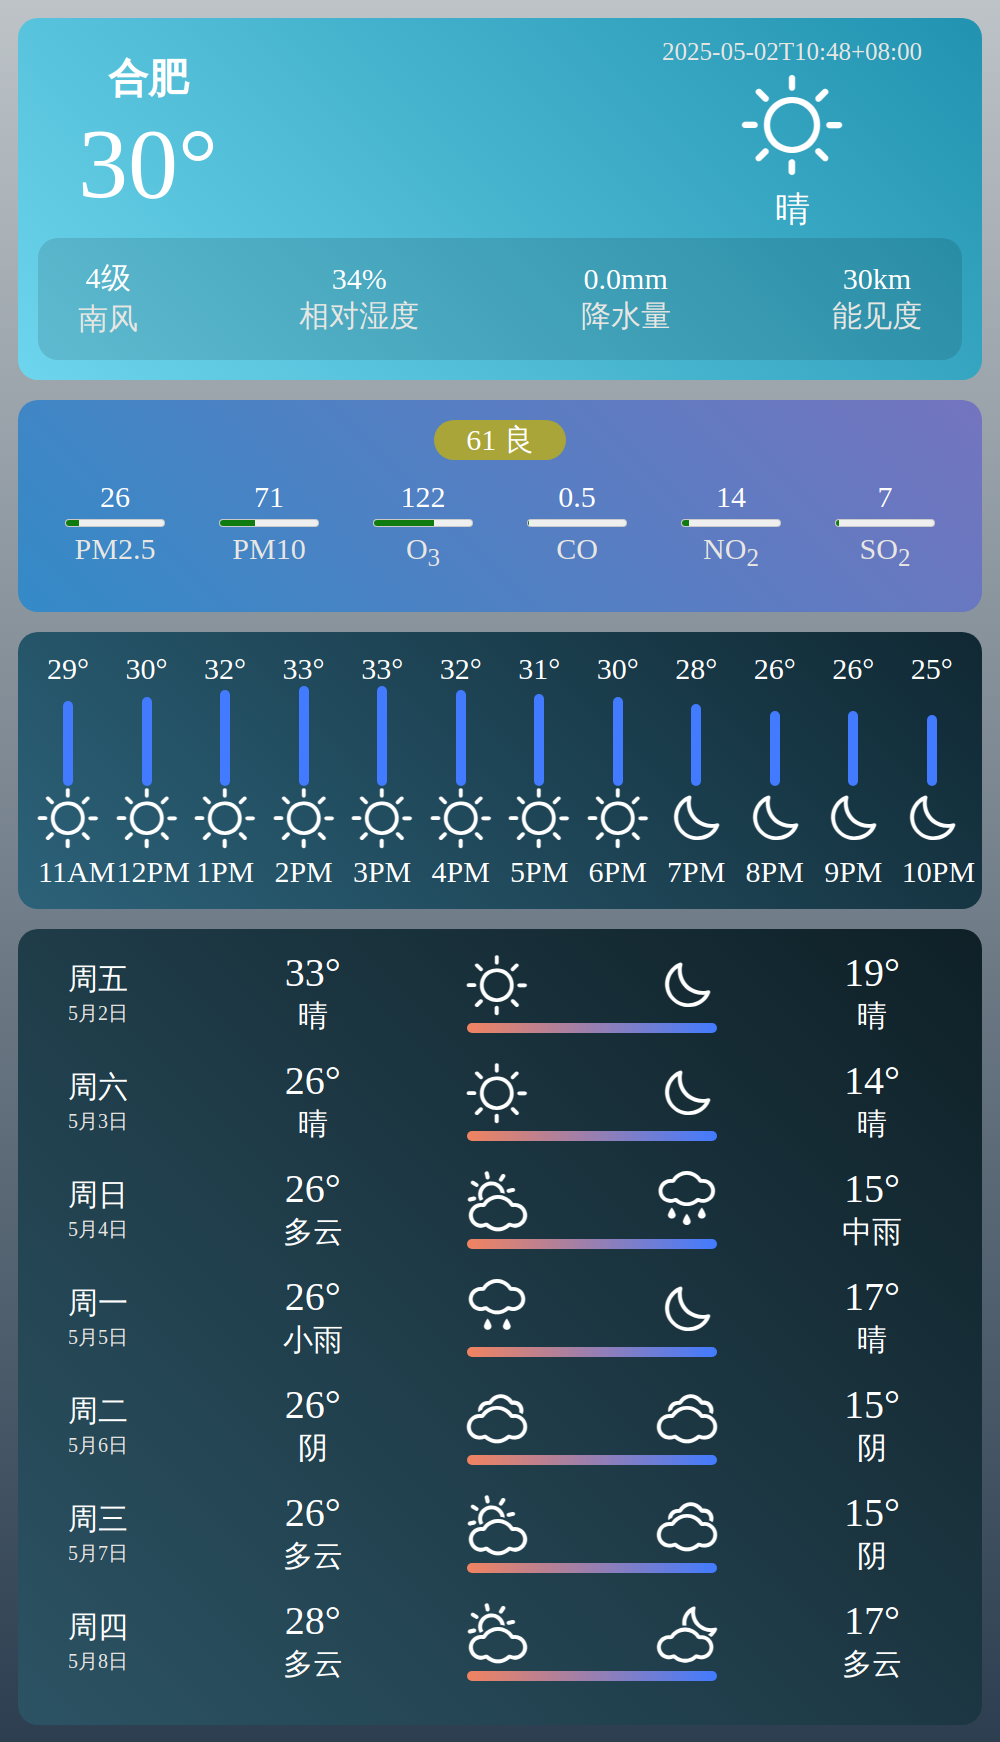 合肥
30°
2025-05-02T10:48+08:00
晴
4级 34% 0.0mm 30km
南风 相对湿度 降水量 能见度
61 良
26 71 122 0.5 14 7
PM2.5 PM10 O3 CO NO2 SO2
29° 30° 32° 33° 33° 32° 31° 30° 28° 26° 26° 25°
11AM 12PM 1PM 2PM 3PM 4PM 5PM 6PM 7PM 8PM 9PM 10PM
周五 33° 19°
5月2日 晴 晴
周六 26° 14°
5月3日 晴 晴
周日 26° 15°
5月4日 多云 中雨
周一 26° 17°
5月5日 小雨 晴
周二 26° 15°
5月6日 阴 阴
周三 26° 15°
5月7日 多云 阴
周四 28° 17°
5月8日 多云 多云